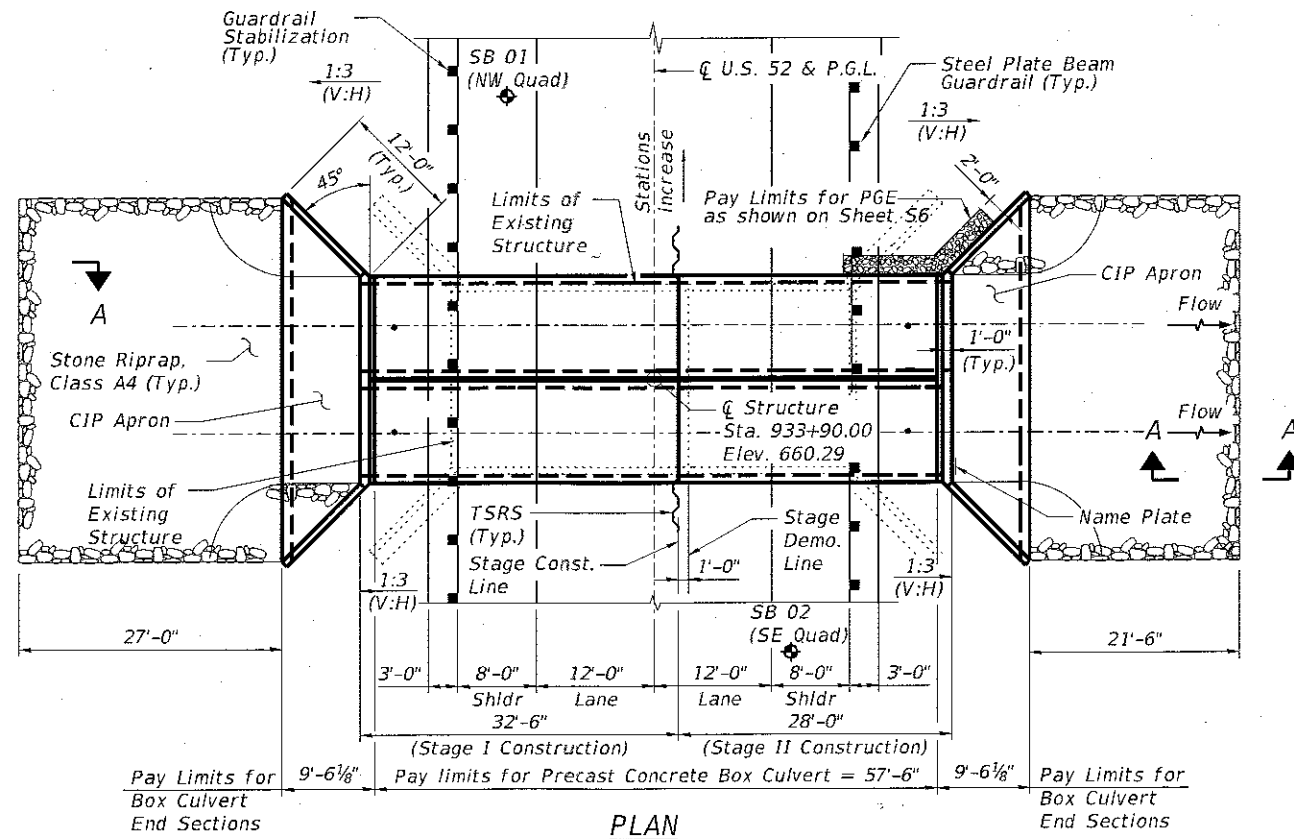 Guardrail
Stabilization
(Typ.)
SB 01
(NW Quad)
℄ U.S. 52 & P.G.L.
Steel Plate Beam
Guardrail (Typ.)
1:3
(V:H)
1:3
(V:H)
12'-0"
(Typ.)
45°
2'-0"
Stations
increase
Limits of
Existing
Structure
Pay Limits for PGE
as shown on Sheet S6
CIP Apron
Flow
A
Stone Riprap,
Class A4 (Typ.)
1'-0"
(Typ.)
CIP Apron
℄ Structure
Sta. 933+90.00
Elev. 660.29
Flow
A
A
Limits of
Existing
Structure
TSRS
(Typ.)
Stage
Demo.
Line
Name Plate
Stage Const.
Line
1'-0"
1:3
(V:H)
1:3
(V:H)
SB 02
(SE Quad)
27'-0"
21'-6"
3'-0" 8'-0" 12'-0" 12'-0" 8'-0" 3'-0"
Shldr Lane Lane Shldr
32'-6" 28'-0"
(Stage I Construction) (Stage II Construction)
Pay Limits for
Box Culvert
End Sections
9'-6⅛"
Pay limits for Precast Concrete Box Culvert = 57'-6"
9'-6⅛"
Pay Limits for
Box Culvert
End Sections
PLAN